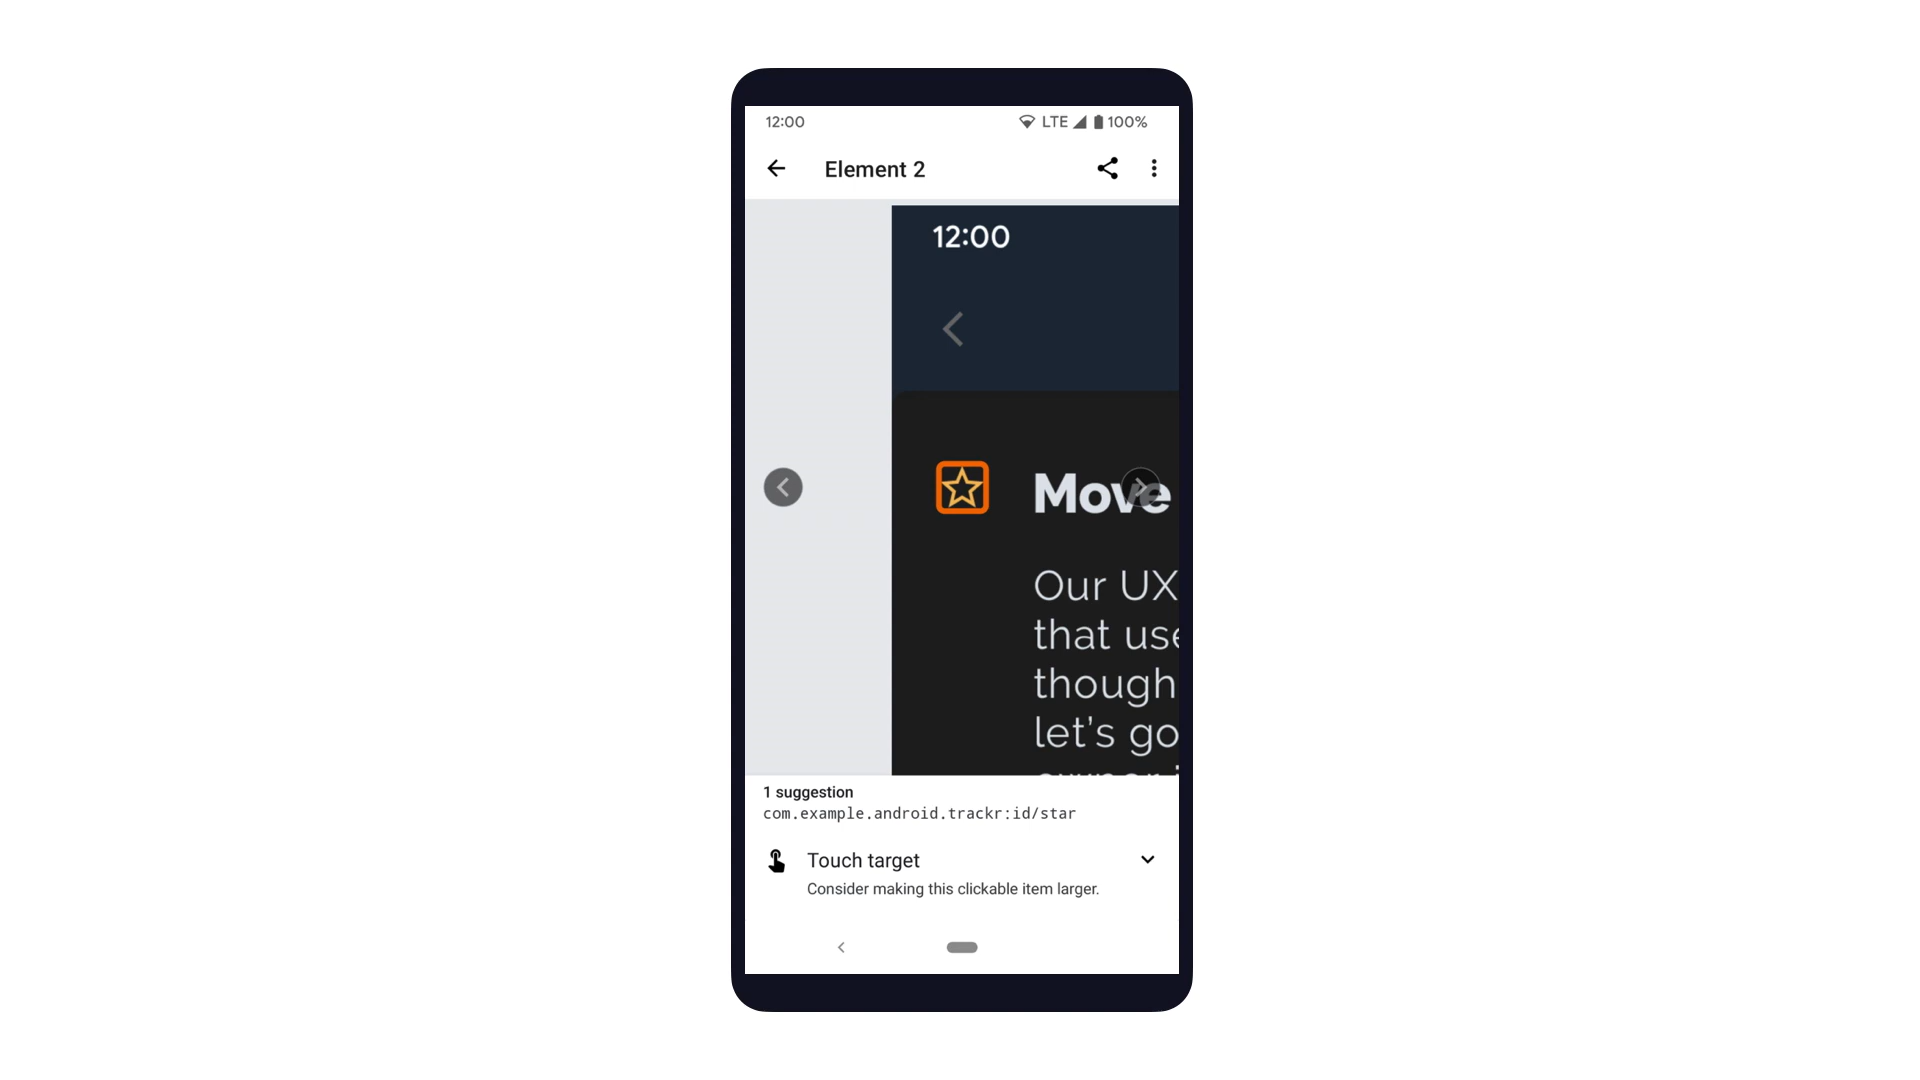 12:00 LTE 100%
Element 2
12:00
Move
Our UX
that use
though
let's go
1 suggestion
com.example.android.trackr:id/star
Touch target
Consider making this clickable item larger.